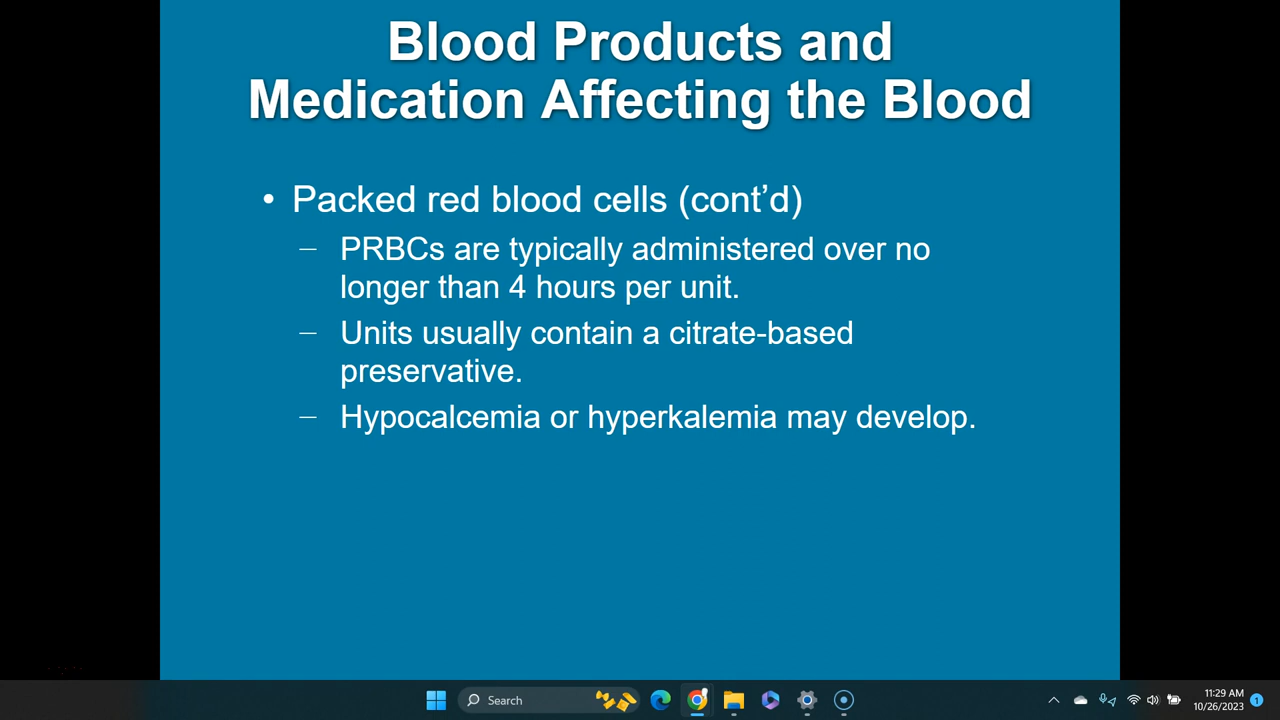 Blood Products and
Medication Affecting the Blood
• Packed red blood cells (cont’d)
– PRBCs are typically administered over no
longer than 4 hours per unit.
– Units usually contain a citrate-based
preservative.
– Hypocalcemia or hyperkalemia may develop.
Search
11:29 AM
10/26/2023
1